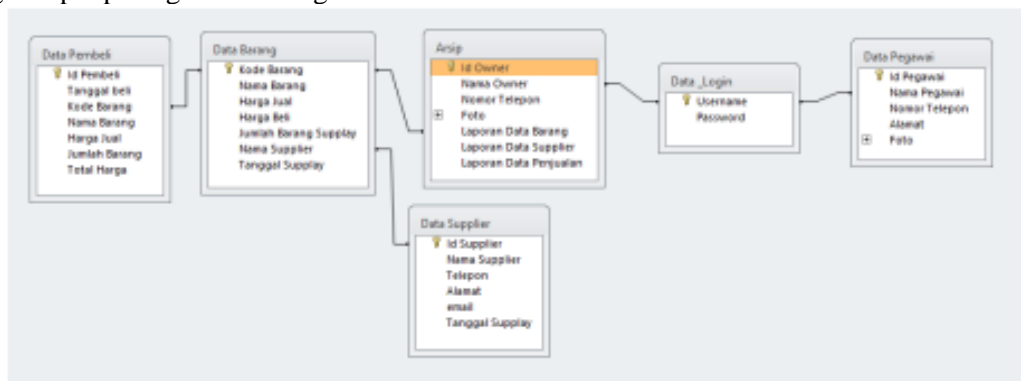 Data Pembeli
Id Pembeli
Tanggal beli
Kode Barang
Nama Barang
Harga Jual
Jumlah Barang
Total Harga
Data Barang
Kode Barang
Nama Barang
Harga Jual
Harga Beli
Jumlah Barang Supplay
Nama Supplier
Tanggal Supplay
Arsip
Id Owner
Nama Owner
Nomor Telepon
Foto
Laporan Data Barang
Laporan Data Supplier
Laporan Data Penjualan
Data _Login
Username
Password
Data Pegawai
Id Pegawai
Nama Pegawai
Nomor Telepon
Alamat
Foto
Data Supplier
Id Supplier
Nama Supplier
Telepon
Alamat
email
Tanggal Supplay